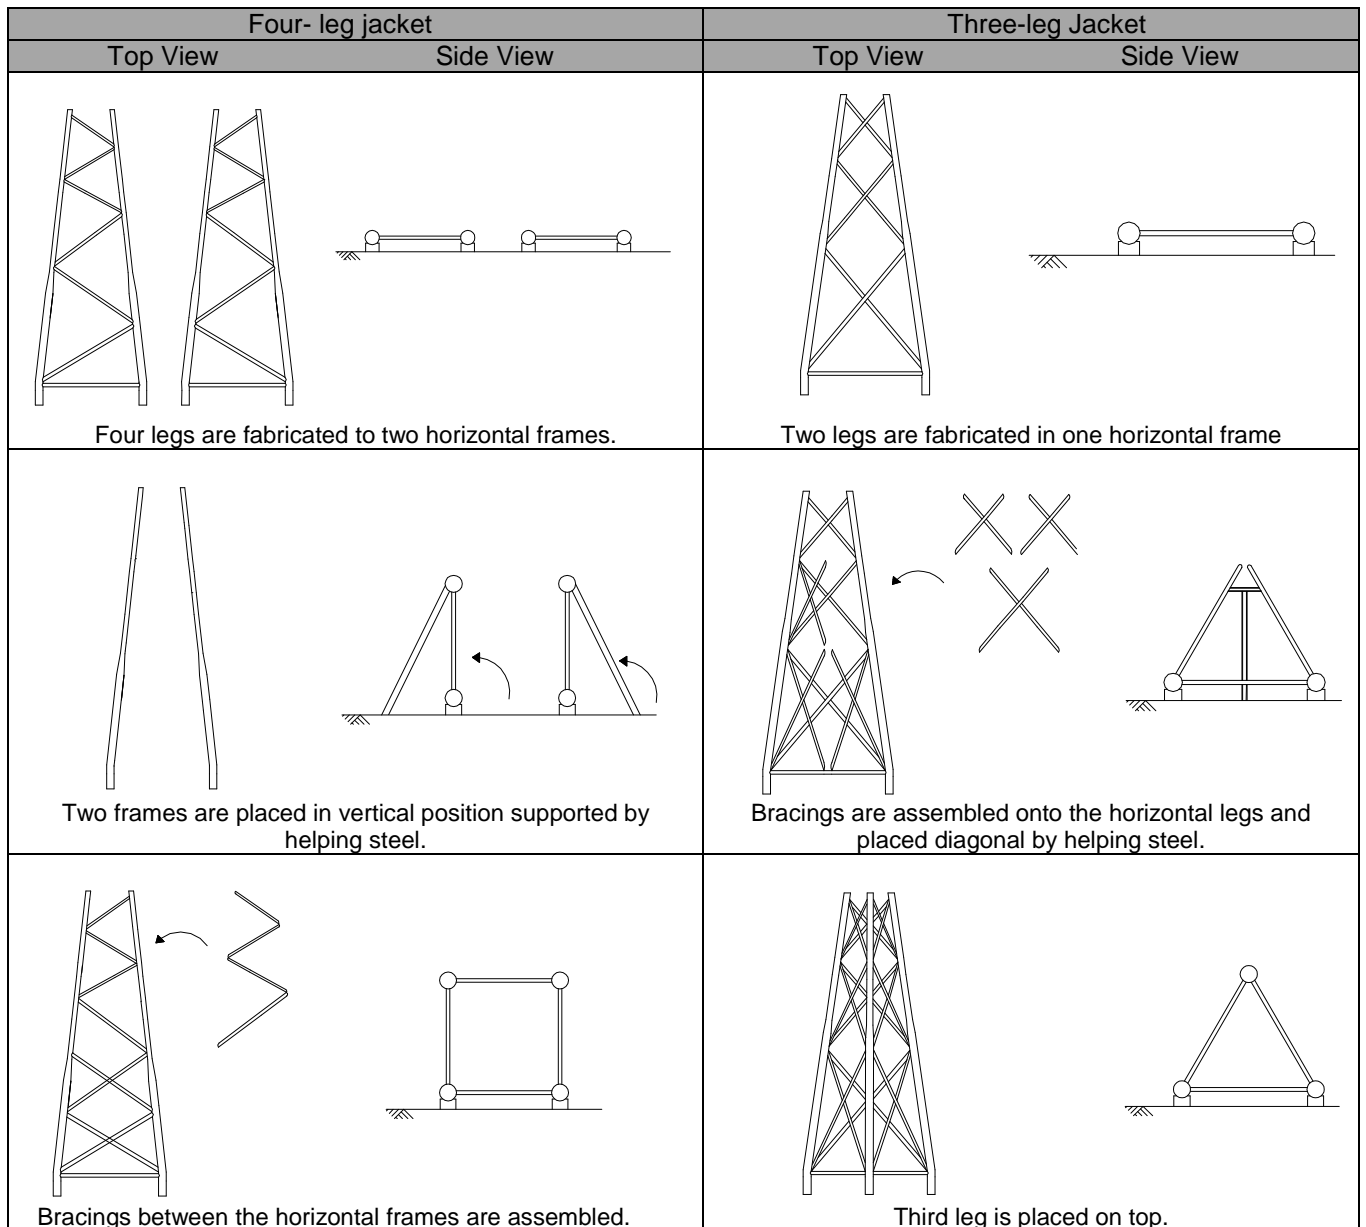 Four- leg jacket
Three-leg Jacket
Top View
Side View
Top View
Side View
Four legs are fabricated to two horizontal frames.
Two legs are fabricated in one horizontal frame
Two frames are placed in vertical position supported by
helping steel.
Bracings are assembled onto the horizontal legs and
placed diagonal by helping steel.
Bracings between the horizontal frames are assembled.
Third leg is placed on top.